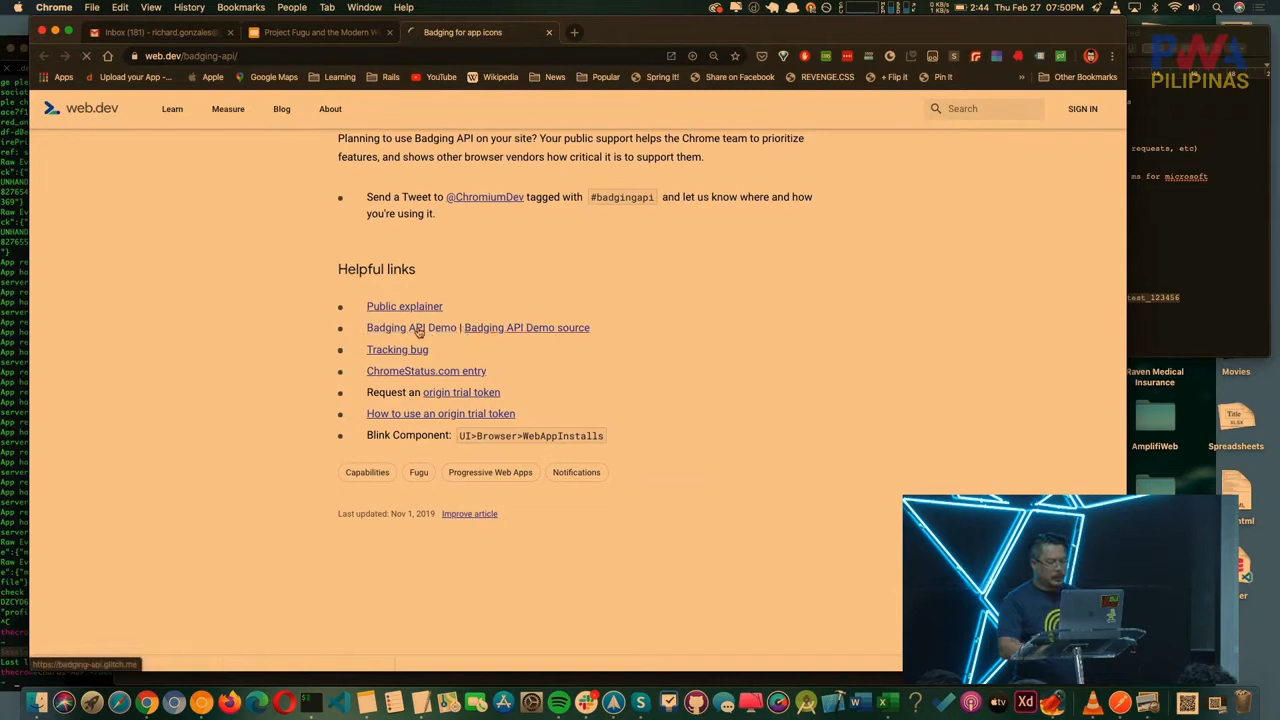 Chrome File Edit View History Bookmarks People Tab Window Help
2:44 Thu Feb 27 07:50PM
Inbox (181) - richard.gonzales@
Project Fugu and the Modern W
Badging for app icons
web.dev/badging-api/
Apps Upload your App -... Apple Google Maps Learning Rails YouTube Wikipedia News Popular Spring It! Share on Facebook REVENGE.CSS + Flip it Pin It » Other Bookmarks
PWA
PILIPINAS
web.dev Learn Measure Blog About Search SIGN IN
Planning to use Badging API on your site? Your public support helps the Chrome team to prioritize
features, and shows other browser vendors how critical it is to support them.
Send a Tweet to @ChromiumDev tagged with #badgingapi and let us know where and how
you're using it.
Helpful links
Public explainer
Badging API Demo | Badging API Demo source
Tracking bug
ChromeStatus.com entry
Request an origin trial token
How to use an origin trial token
Blink Component: UI>Browser>WebAppInstalls
Capabilities Fugu Progressive Web Apps Notifications
Last updated: Nov 1, 2019 Improve article
https://badging-api.glitch.me
requests, etc)
ms for microsoft
test_123456
Raven Medical
Insurance
Movies
AmplifiWeb
Spreadsheets